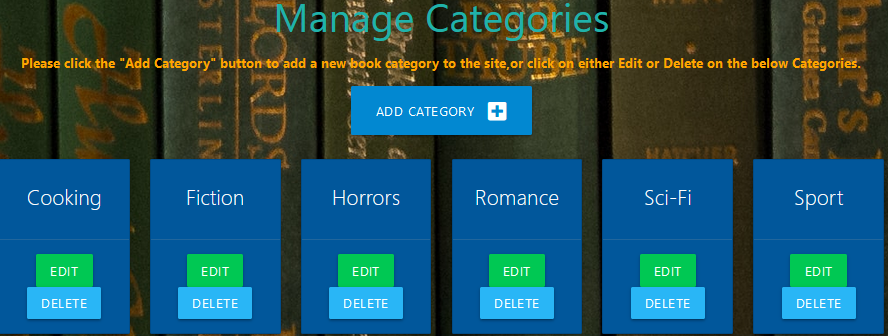 Manage Categories
Please click the "Add Category" button to add a new book category to the site,or click on either Edit or Delete on the below Categories.
ADD CATEGORY
Cooking Fiction Horrors Romance Sci-Fi Sport
EDIT EDIT EDIT EDIT EDIT EDIT
DELETE DELETE DELETE DELETE DELETE DELETE